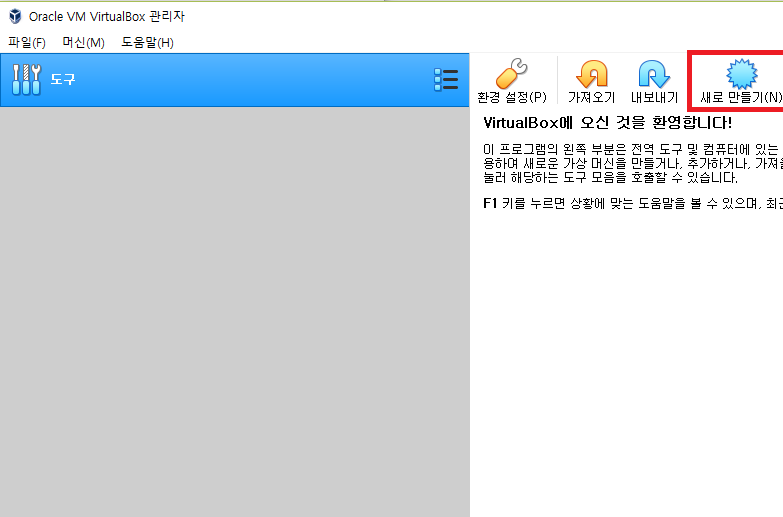 Oracle VM VirtualBox 관리자
파일(F) 머신(M) 도움말(H)
도구
환경 설정(P) 가져오기 내보내기 새로 만들기(N)
VirtualBox에 오신 것을 환영합니다!
이 프로그램의 왼쪽 부분은 전역 도구 및 컴퓨터에 있는
용하여 새로운 가상 머신을 만들거나, 추가하거나, 가져올
눌러 해당하는 도구 모음을 호출할 수 있습니다.
F1 키를 누르면 상황에 맞는 도움말을 볼 수 있으며, 최근